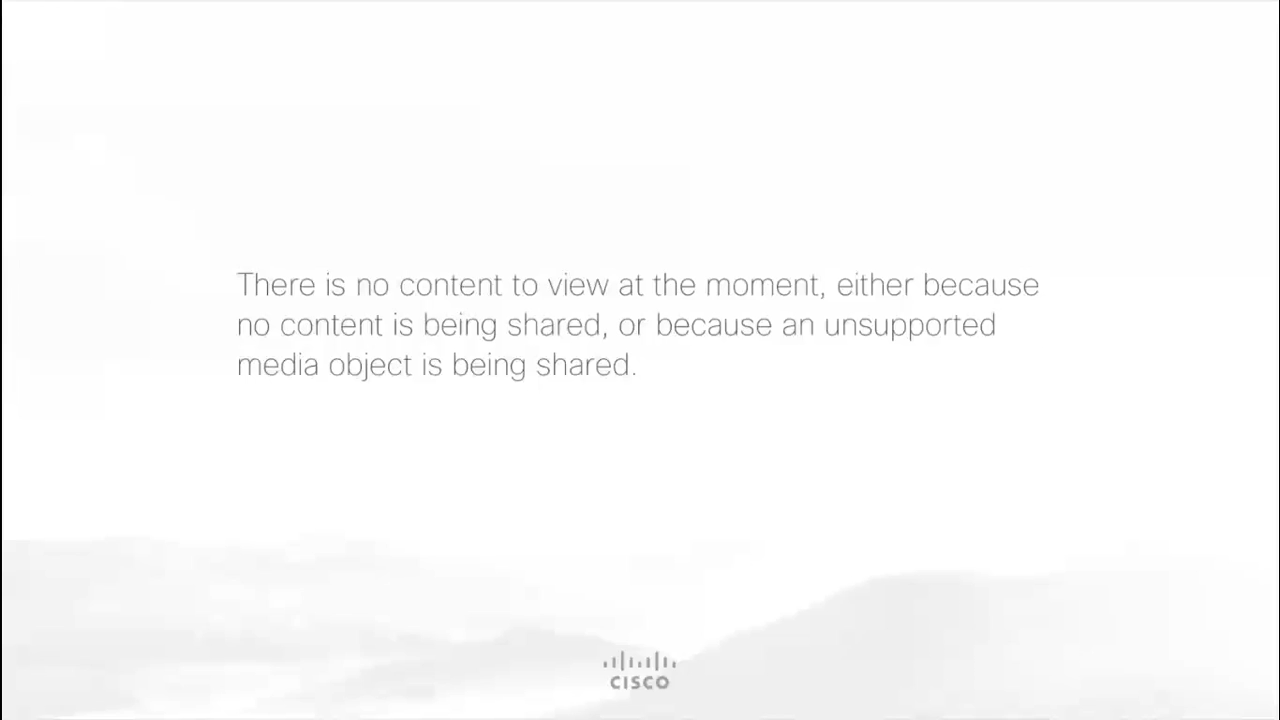 There is no content to view at the moment, either because
no content is being shared, or because an unsupported
media object is being shared.
CISCO